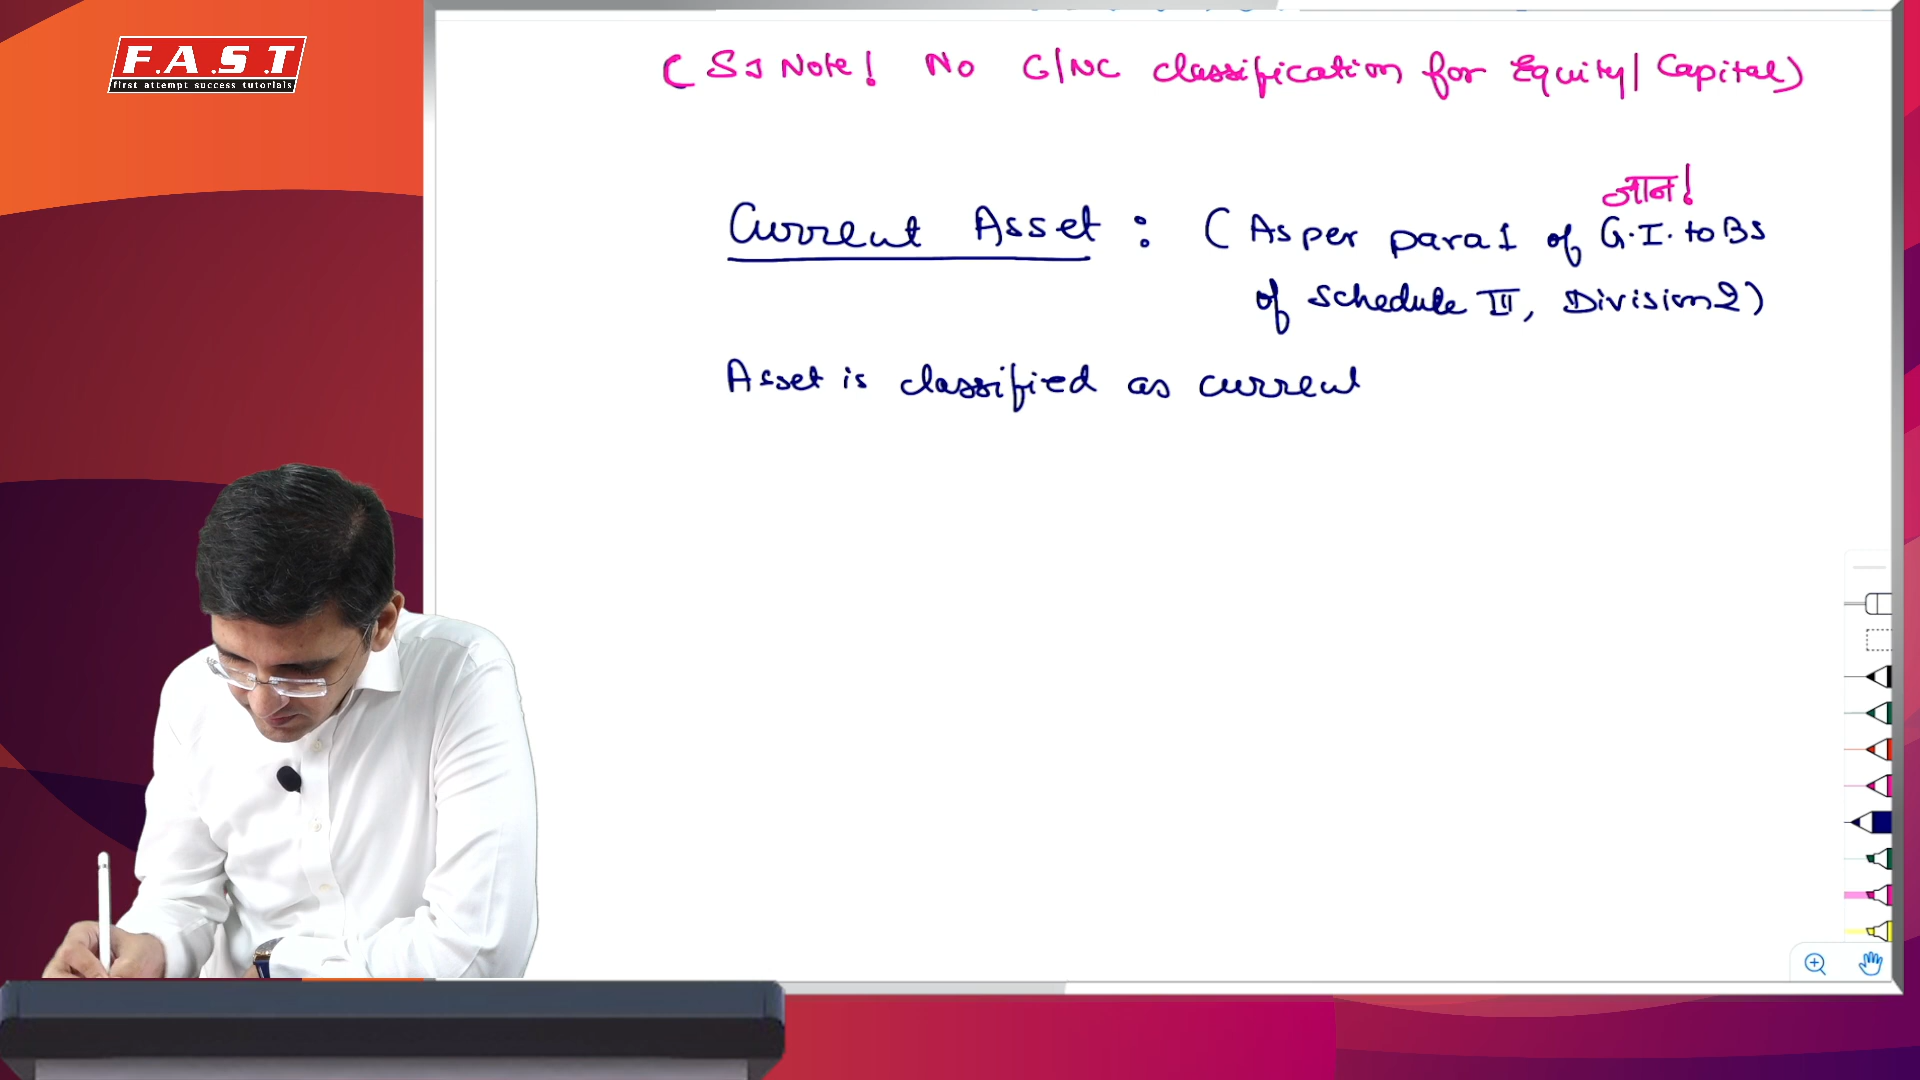 F.A.S.T
first attempt success tutorials
( SJ Note! No C/NC classification for Equity/ Capital)
ज्ञान!
Current Asset : ( As per para 1 of G.I. to BS
of Schedule III, Division 2)
Asset is classified as current